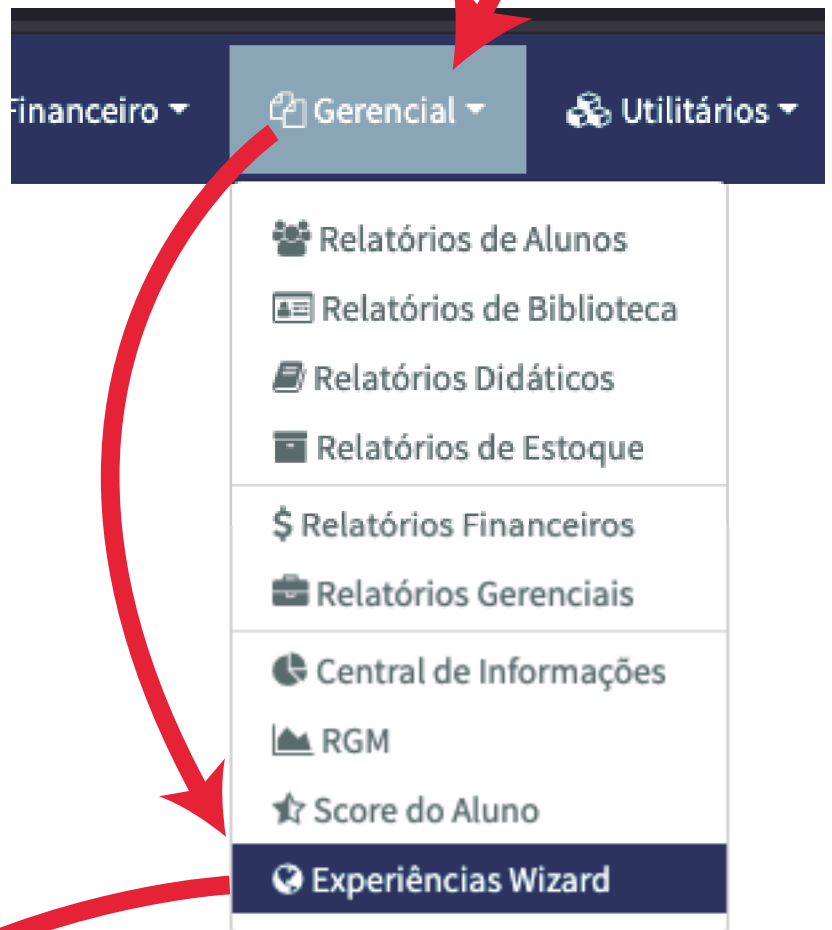 Financeiro Gerencial Utilitários
Relatórios de Alunos
Relatórios de Biblioteca
Relatórios Didáticos
Relatórios de Estoque
$ Relatórios Financeiros
Relatórios Gerenciais
Central de Informações
RGM
Score do Aluno
Experiências Wizard